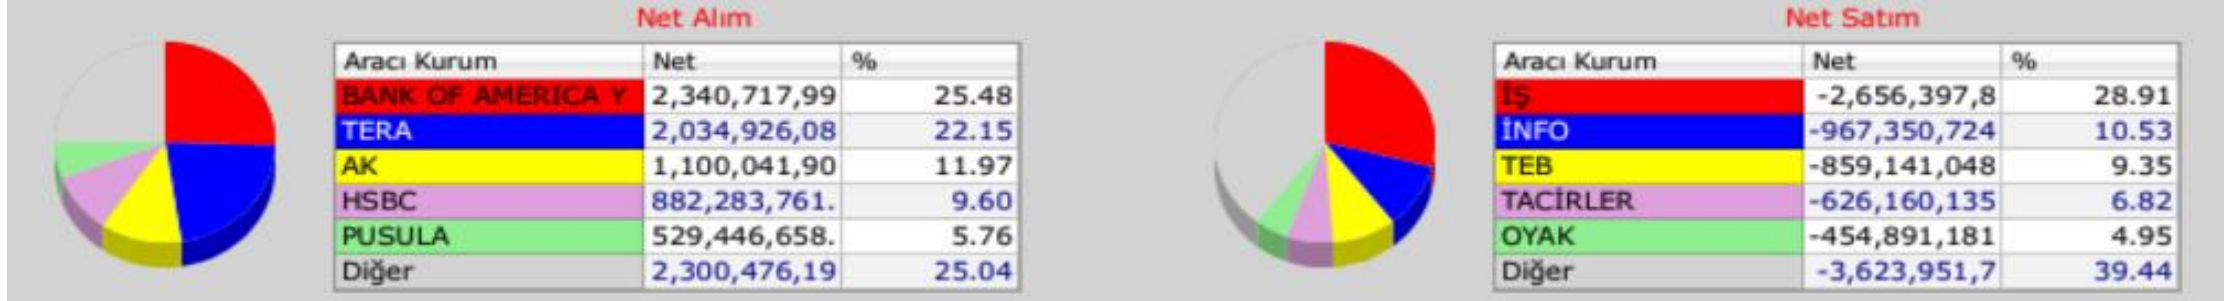 Net Alım
Aracı Kurum Net %
BANK OF AMERICA Y 2,340,717,99 25.48
TERA 2,034,926,08 22.15
AK 1,100,041,90 11.97
HSBC 882,283,761. 9.60
PUSULA 529,446,658. 5.76
Diğer 2,300,476,19 25.04
Net Satım
Aracı Kurum Net %
İŞ -2,656,397,8 28.91
İNFO -967,350,724 10.53
TEB -859,141,048 9.35
TACİRLER -626,160,135 6.82
OYAK -454,891,181 4.95
Diğer -3,623,951,7 39.44